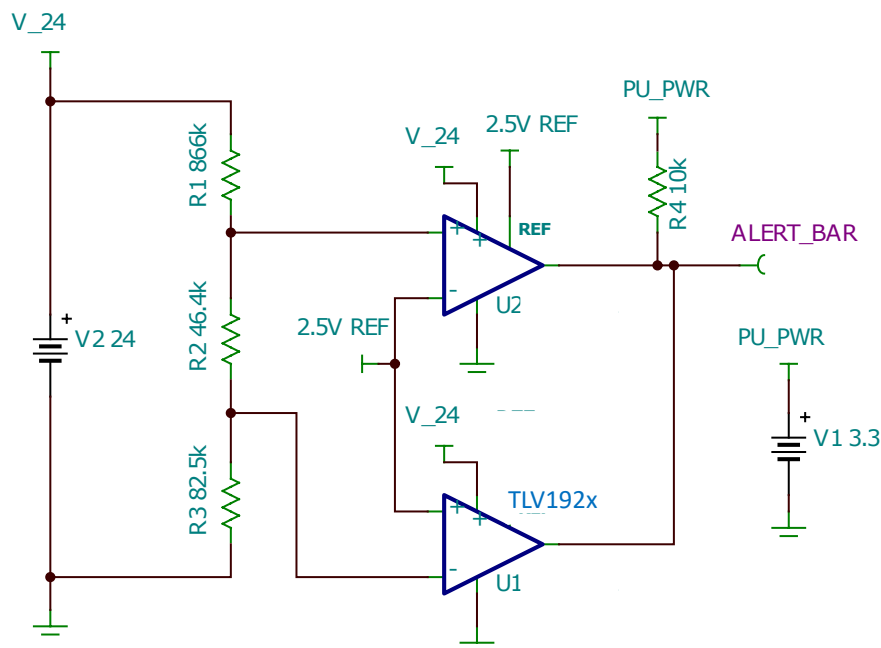 V_24
PU_PWR
V_24
2.5V REF
R1 866k
R4 10k
+
+
REF
ALERT_BAR
-
U2
R2 46.4k
2.5V REF
+
V2 24
PU_PWR
V_24
+
V1 3.3
R3 82.5k
TLV192x
+
+
-
U1